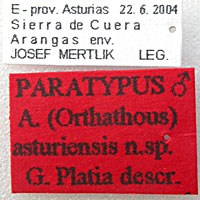 E - prov. Asturias 22. 6. 2004
Sierra de Cuera
Arangas env.
JOSEF MERTLIK LEG.
PARATYPUS ♂
A. (Orthathous)
asturiensis n.sp.
G. Platia descr.